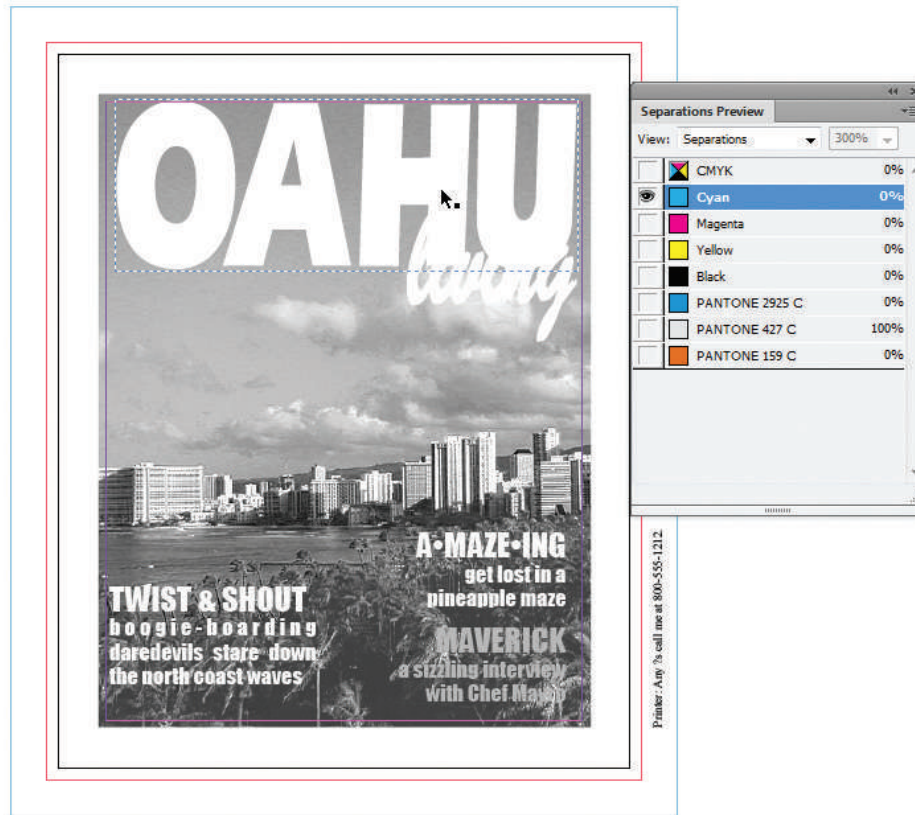 OAHU
living
Separations Preview
View: Separations 300%
CMYK 0%
Cyan 0%
Magenta 0%
Yellow 0%
Black 0%
PANTONE 2925 C 0%
PANTONE 427 C 100%
PANTONE 159 C 0%
A•MAZE•ING
get lost in a
pineapple maze
TWIST & SHOUT
boogie-boarding
daredevils stare down
the north coast waves
MAVERICK
a sizzling interview
with Chef
Printer: Any ?s call me at 800-555-1212.